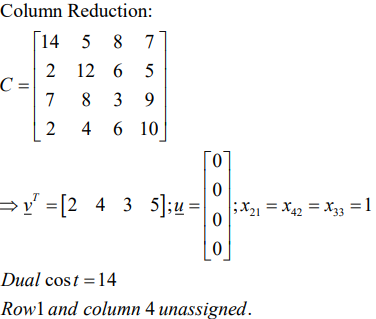 Column Reduction:
C = [14 5 8 7
2 12 6 5
7 8 3 9
2 4 6 10]
⇒ v^T = [2 4 3 5]; u = [0 0 0 0]; x_21 = x_42 = x_33 = 1
Dual cost = 14
Row1 and column 4 unassigned.